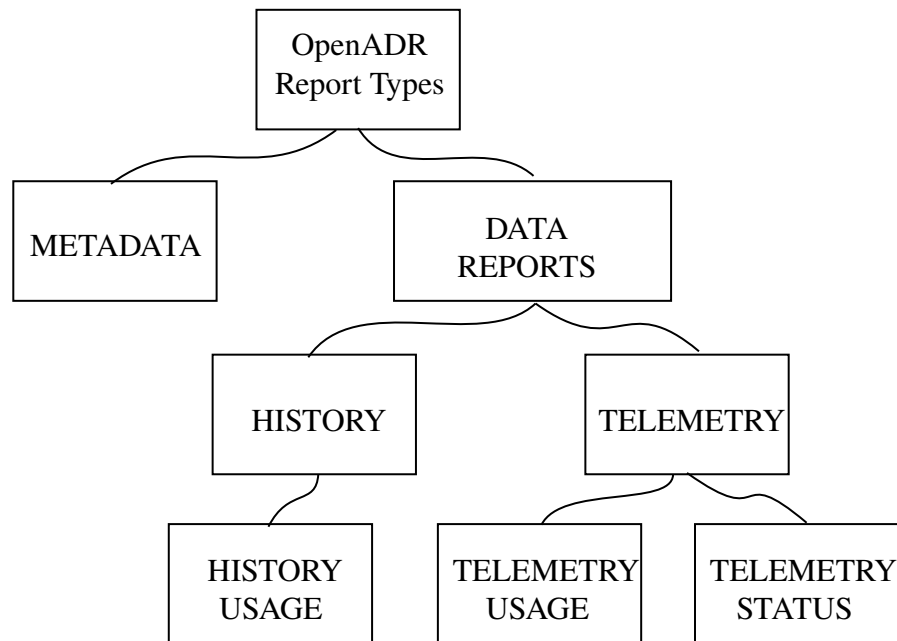 OpenADR
Report Types
METADATA
DATA
REPORTS
HISTORY
TELEMETRY
HISTORY
USAGE
TELEMETRY
USAGE
TELEMETRY
STATUS